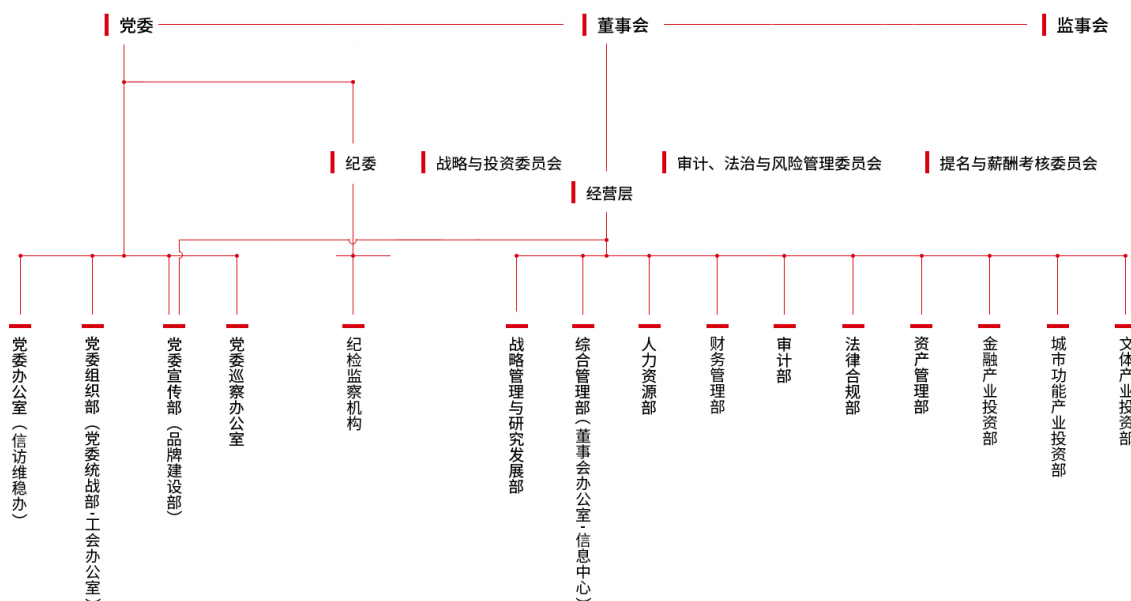 党委
董事会
监事会
纪委
战略与投资委员会
审计、法治与风险管理委员会
提名与薪酬考核委员会
经营层
党委办公室（信访维稳办）
党委组织部（党委统战部-工会办公室）
党委宣传部（品牌建设部）
党委巡察办公室
纪检监察机构
战略管理与研究发展部
综合管理部（董事会办公室-信息中心）
人力资源部
财务管理部
审计部
法律合规部
资产管理部
金融产业投资部
城市功能产业投资部
文体产业投资部